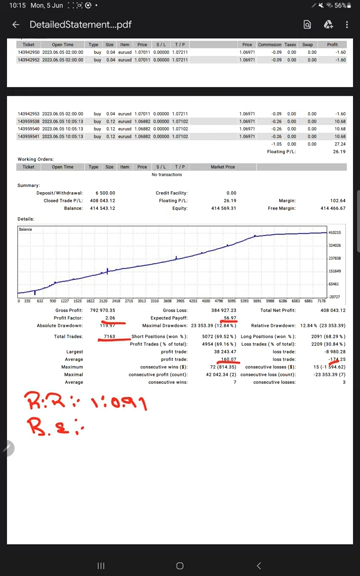 10:15 Mon, 5 Jun
56%
DetailedStatement...pdf
Ticket Open Time Type Size Item Price S / L T / P Price Commission Taxes Swap Profit
143942950 2023.06.05 02:00:00 buy 0.04 eurusd 1.07011 0.00000 1.07211 1.06971 0.00 0.00 0.00 -1.60
143942952 2023.06.05 02:00:00 buy 0.04 eurusd 1.07011 0.00000 1.07211 1.06971 0.00 0.00 0.00 -1.60
143942953 2023.06.05 02:00:00 buy 0.04 eurusd 1.07011 0.00000 1.07211 1.06971 0.00 0.00 0.00 -1.60
143959538 2023.06.05 10:05:13 buy 0.12 eurusd 1.06882 0.00000 1.07102 1.06971 -0.26 0.00 0.00 10.68
143959540 2023.06.05 10:05:13 buy 0.12 eurusd 1.06882 0.00000 1.07102 1.06971 -0.26 0.00 0.00 10.68
143959541 2023.06.05 10:05:13 buy 0.12 eurusd 1.06882 0.00000 1.07102 1.06971 -0.26 0.00 0.00 10.68
-1.05 0.00 0.00 27.24
Floating P/L: 26.19
Working Orders:
Ticket Open Time Type Size Item Price S / L T / P Market Price
No transactions
Summary:
Deposit/Withdrawal: 6 500.00 Credit Facility: 0.00
Closed Trade P/L: 408 043.12 Floating P/L: 26.19 Margin: 102.64
Balance: 414 543.12 Equity: 414 569.31 Free Margin: 414 466.67
Details:
Balance
Gross Profit: 792 970.35 Gross Loss: 384 927.23 Total Net Profit: 408 043.12
Profit Factor: 2.06 Expected Payoff: 56.97
Absolute Drawdown: Maximal Drawdown: 23 353.39 (12.84 %) Relative Drawdown: 12.84 % (23 353.39)
Total Trades: 7163 Short Positions (won %): 5072 (69.52 %) Long Positions (won %): 2091 (68.29 %)
Profit Trades (% of total): 4954 (69.16 %) Loss trades (% of total): 2209 (30.84 %)
Largest profit trade: 38 243.47 loss trade: -8 980.28
Average profit trade: 160.07 loss trade: -174.25
Maximum consecutive wins ($): 72 (814.35) consecutive losses ($): 15 (-1 594.62)
Maximal consecutive profit (count): 42 042.34 (2) consecutive loss (count): -23 353.39 (7)
Average consecutive wins: 7 consecutive losses: 3
R:R :- 1:0.91